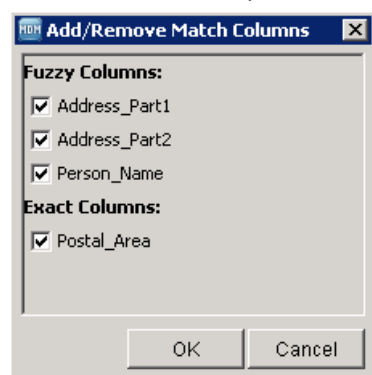 MDM Add/Remove Match Columns
Fuzzy Columns:
Address_Part1
Address_Part2
Person_Name
Exact Columns:
Postal_Area
OK Cancel